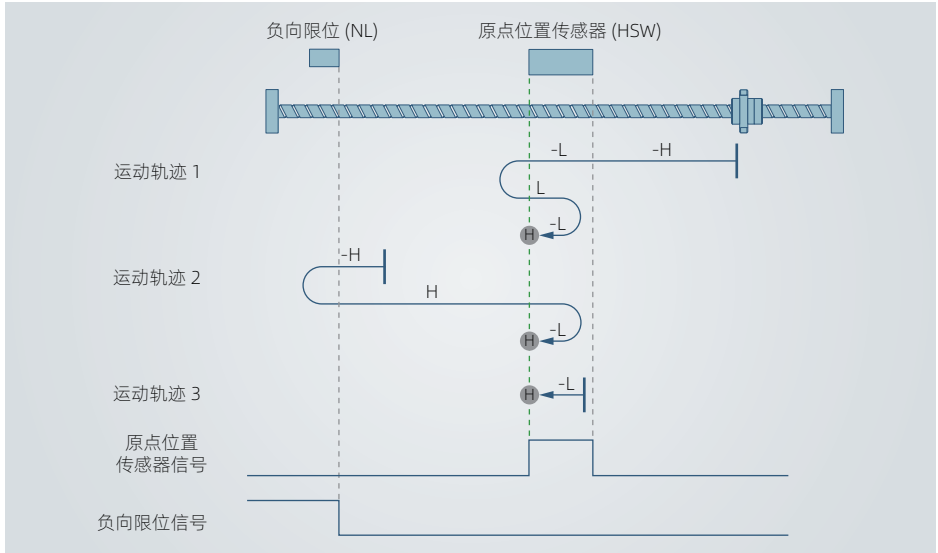 负向限位 (NL)
原点位置传感器 (HSW)
运动轨迹 1
-L
-H
L
-L
H
运动轨迹 2
-H
H
-L
H
运动轨迹 3
-L
H
原点位置
传感器信号
负向限位信号